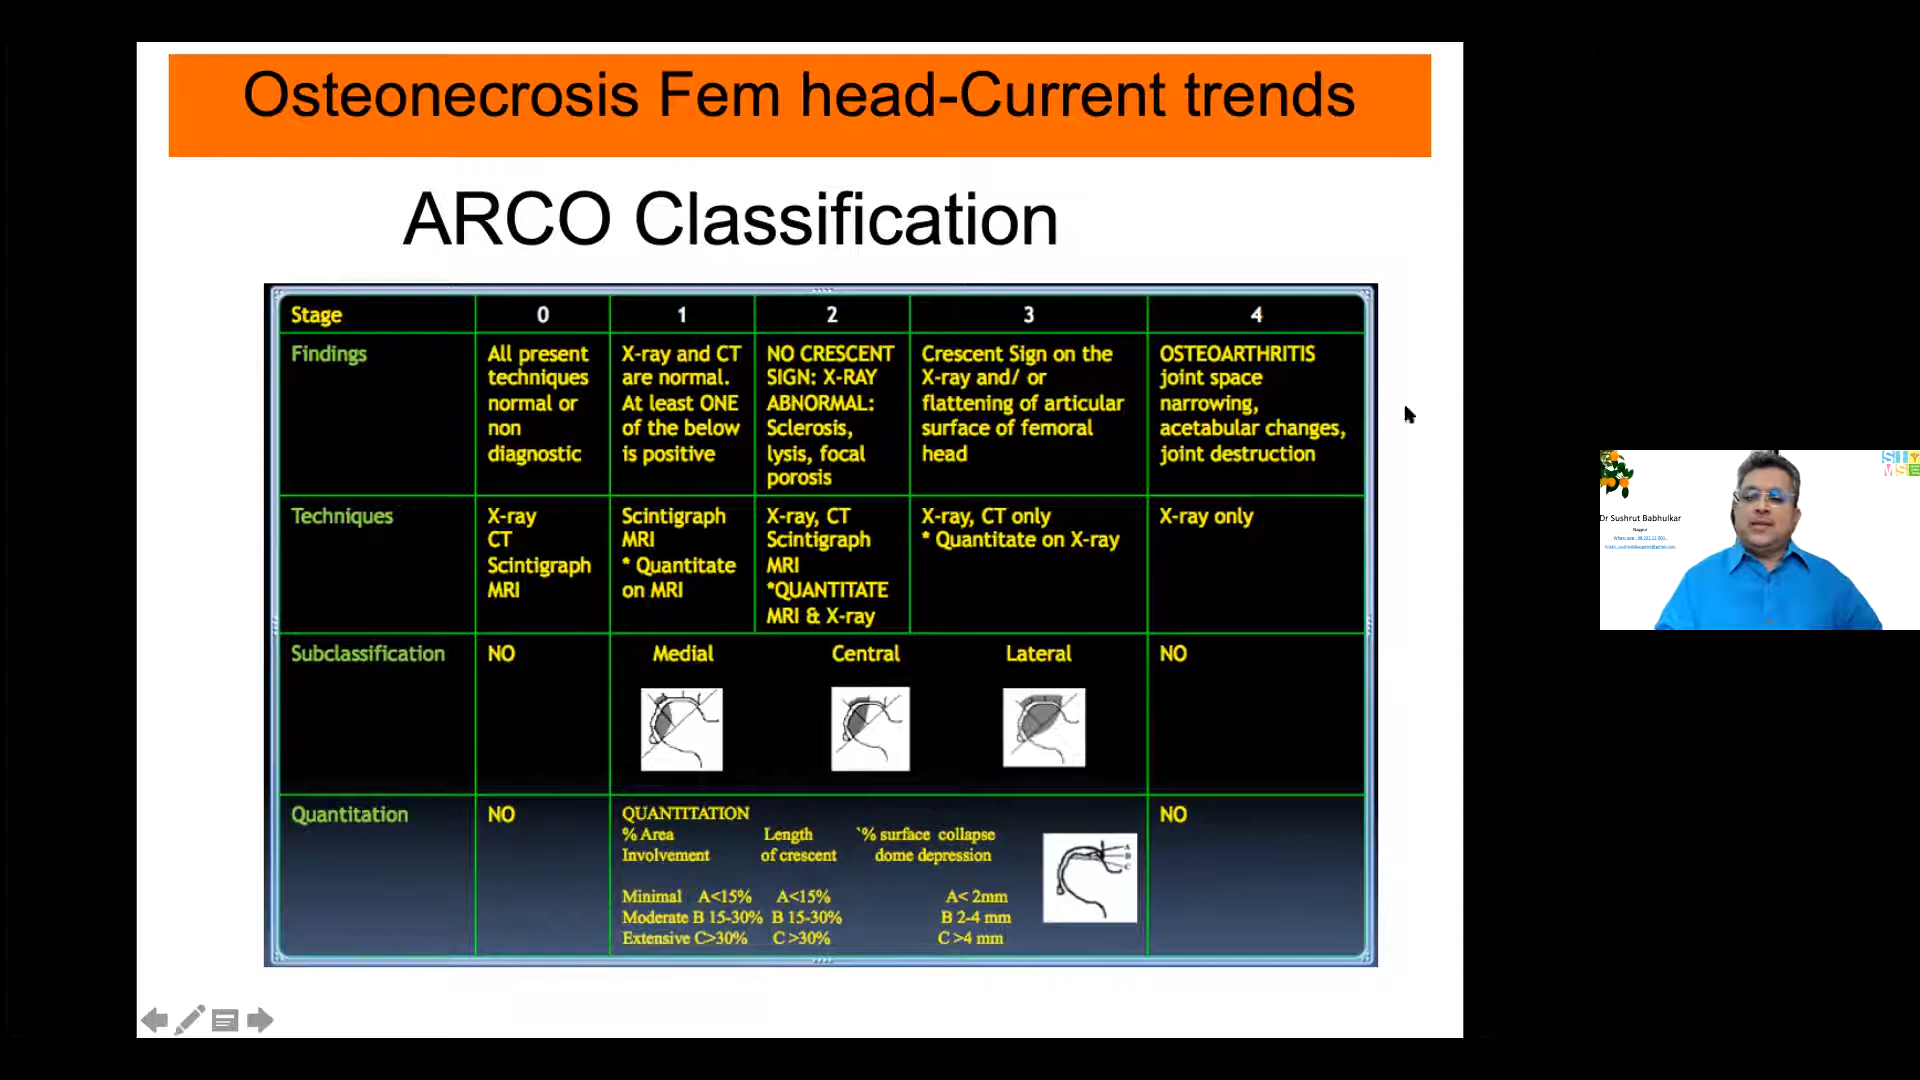 Osteonecrosis Fem head-Current trends
ARCO Classification
Stage 0 1 2 3 4
Findings
All present
techniques
normal or
non
diagnostic
X-ray and CT
are normal.
At least ONE
of the below
is positive
NO CRESCENT
SIGN: X-RAY
ABNORMAL:
Sclerosis,
lysis, focal
porosis
Crescent Sign on the
X-ray and/ or
flattening of articular
surface of femoral
head
OSTEOARTHRITIS
joint space
narrowing,
acetabular changes,
joint destruction
Techniques
X-ray
CT
Scintigraph
MRI
Scintigraph
MRI
* Quantitate
on MRI
X-ray, CT
Scintigraph
MRI
*QUANTITATE
MRI & X-ray
X-ray, CT only
* Quantitate on X-ray
X-ray only
Subclassification NO Medial Central Lateral NO
Quantitation
NO
QUANTITATION
% Area Length `% surface collapse
Involvement of crescent dome depression
Minimal A<15% A<15% A< 2mm
Moderate B 15-30% B 15-30% B 2-4 mm
Extensive C>30% C >30% C >4 mm
A
B
C
NO
Dr Sushrut Babhulkar
Nagpur